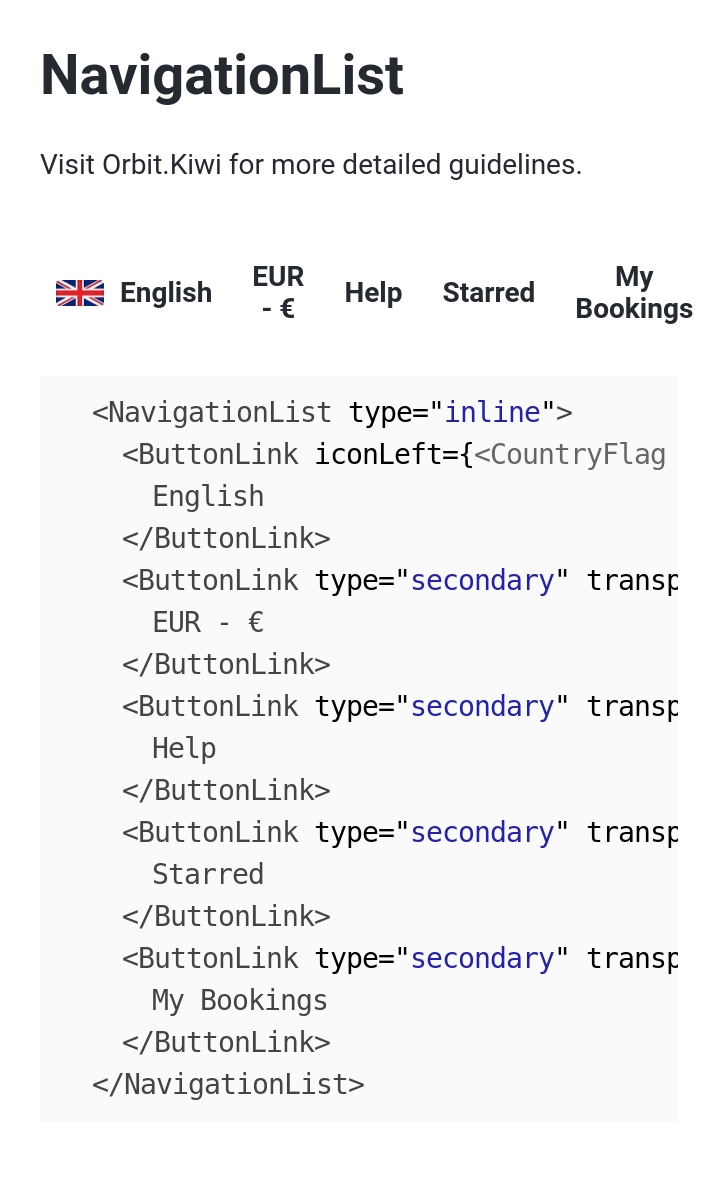 NavigationList
Visit Orbit.Kiwi for more detailed guidelines.
English
EUR
- €
Help
Starred
My
Bookings
<NavigationList type="inline">
<ButtonLink iconLeft={<CountryFlag
English
</ButtonLink>
<ButtonLink type="secondary" transp
EUR - €
</ButtonLink>
<ButtonLink type="secondary" transp
Help
</ButtonLink>
<ButtonLink type="secondary" transp
Starred
</ButtonLink>
<ButtonLink type="secondary" transp
My Bookings
</ButtonLink>
</NavigationList>